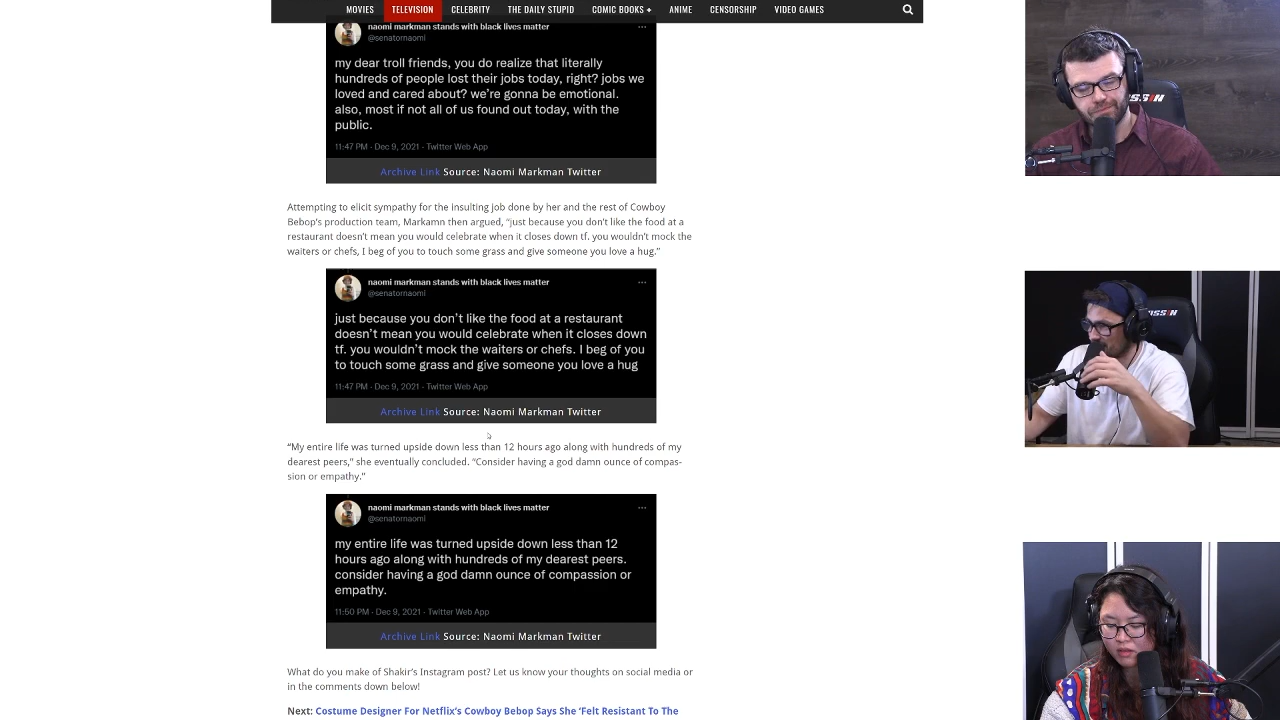 MOVIES TELEVISION CELEBRITY THE DAILY STUPID COMIC BOOKS + ANIME CENSORSHIP VIDEO GAMES
naomi markman stands with black lives matter
@senatornaomi
my dear troll friends, you do realize that literally
hundreds of people lost their jobs today, right? jobs we
loved and cared about? we're gonna be emotional.
also, most if not all of us found out today, with the
public.
11:47 PM · Dec 9, 2021 · Twitter Web App
Archive Link Source: Naomi Markman Twitter
Attempting to elicit sympathy for the insulting job done by her and the rest of Cowboy
Bebop's production team, Markamn then argued, “just because you don't like the food at a
restaurant doesn't mean you would celebrate when it closes down tf. you wouldn't mock the
waiters or chefs, I beg of you to touch some grass and give someone you love a hug.”
naomi markman stands with black lives matter
@senatornaomi
just because you don't like the food at a restaurant
doesn't mean you would celebrate when it closes down
tf. you wouldn't mock the waiters or chefs. I beg of you
to touch some grass and give someone you love a hug
11:47 PM · Dec 9, 2021 · Twitter Web App
Archive Link Source: Naomi Markman Twitter
“My entire life was turned upside down less than 12 hours ago along with hundreds of my
dearest peers,” she eventually concluded. “Consider having a god damn ounce of compas-
sion or empathy.”
naomi markman stands with black lives matter
@senatornaomi
my entire life was turned upside down less than 12
hours ago along with hundreds of my dearest peers.
consider having a god damn ounce of compassion or
empathy.
11:50 PM · Dec 9, 2021 · Twitter Web App
Archive Link Source: Naomi Markman Twitter
What do you make of Shakir's Instagram post? Let us know your thoughts on social media or
in the comments down below!
Next: Costume Designer For Netflix's Cowboy Bebop Says She ‘Felt Resistant To The